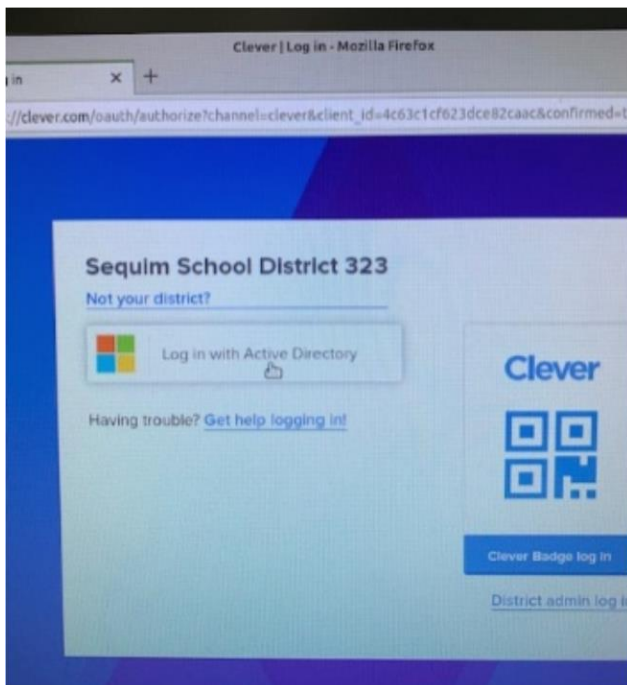 Clever | Log in - Mozilla Firefox
in × +
://clever.com/oauth/authorize?channel=clever&client_id=4c63c1cf623dce82caac&confirmed=t
Sequim School District 323
Not your district?
Log in with Active Directory
Having trouble? Get help logging in!
Clever
Clever Badge log in
District admin log i